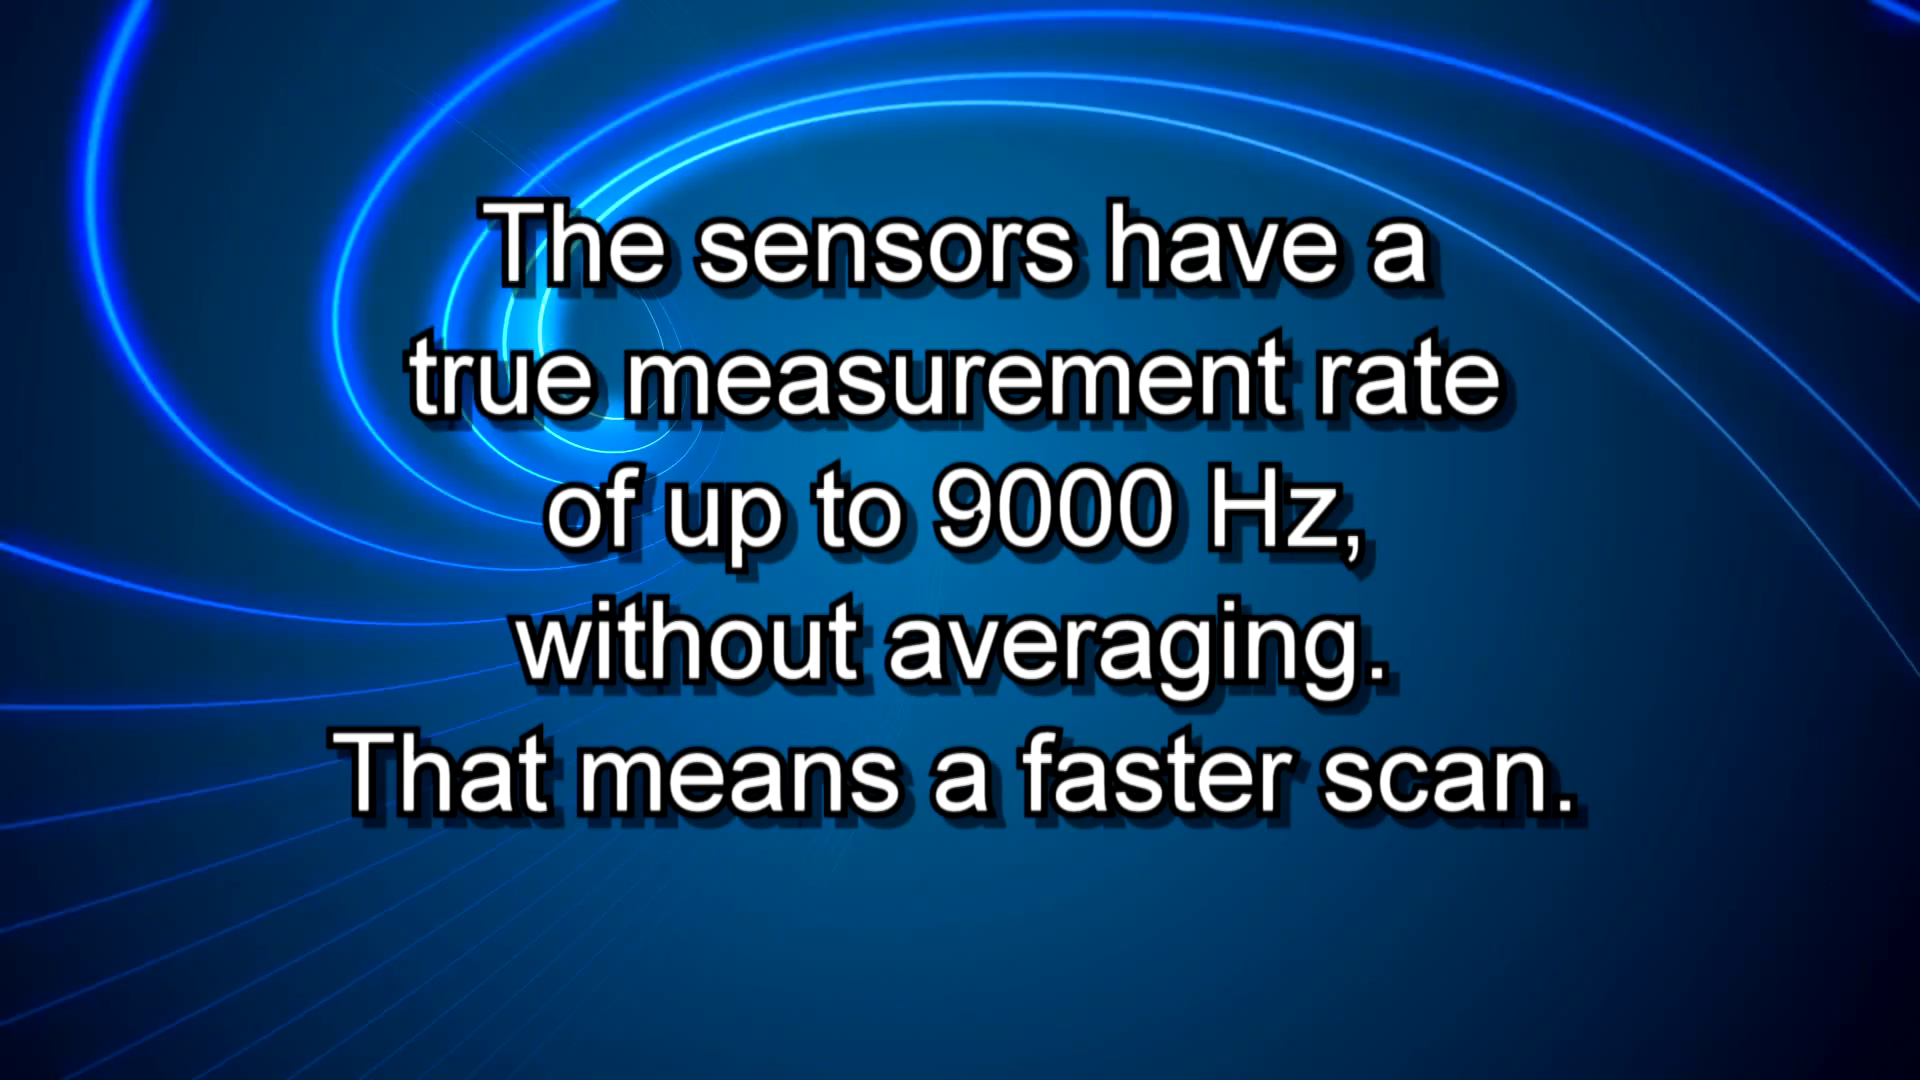 The sensors have a
true measurement rate
of up to 9000 Hz,
without averaging.
That means a faster scan.